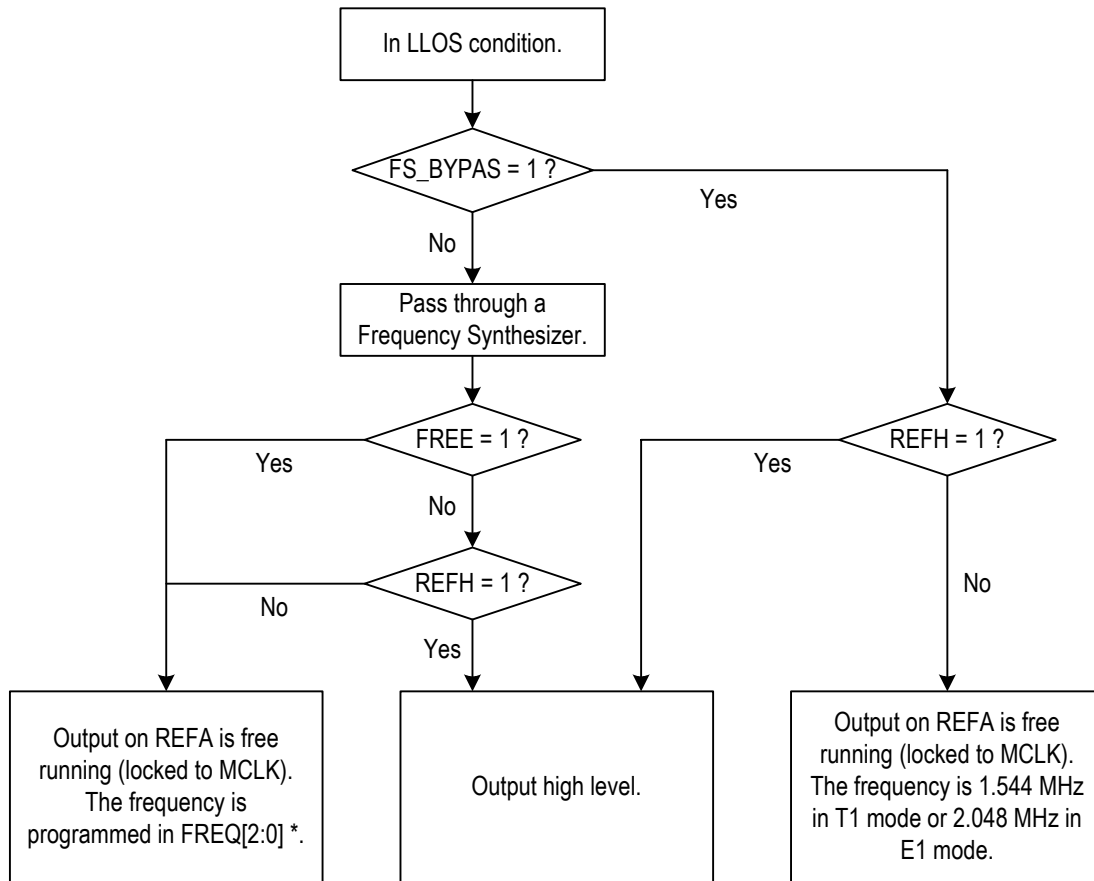 In LLOS condition.
FS_BYPAS = 1 ?
Yes
No
Pass through a
Frequency Synthesizer.
FREE = 1 ?
Yes
No
REFH = 1 ?
Yes
No
REFH = 1 ?
No
Yes
Output on REFA is free
running (locked to MCLK).
The frequency is
programmed in FREQ[2:0] *.
Output high level.
Output on REFA is free
running (locked to MCLK).
The frequency is 1.544 MHz
in T1 mode or 2.048 MHz in
E1 mode.